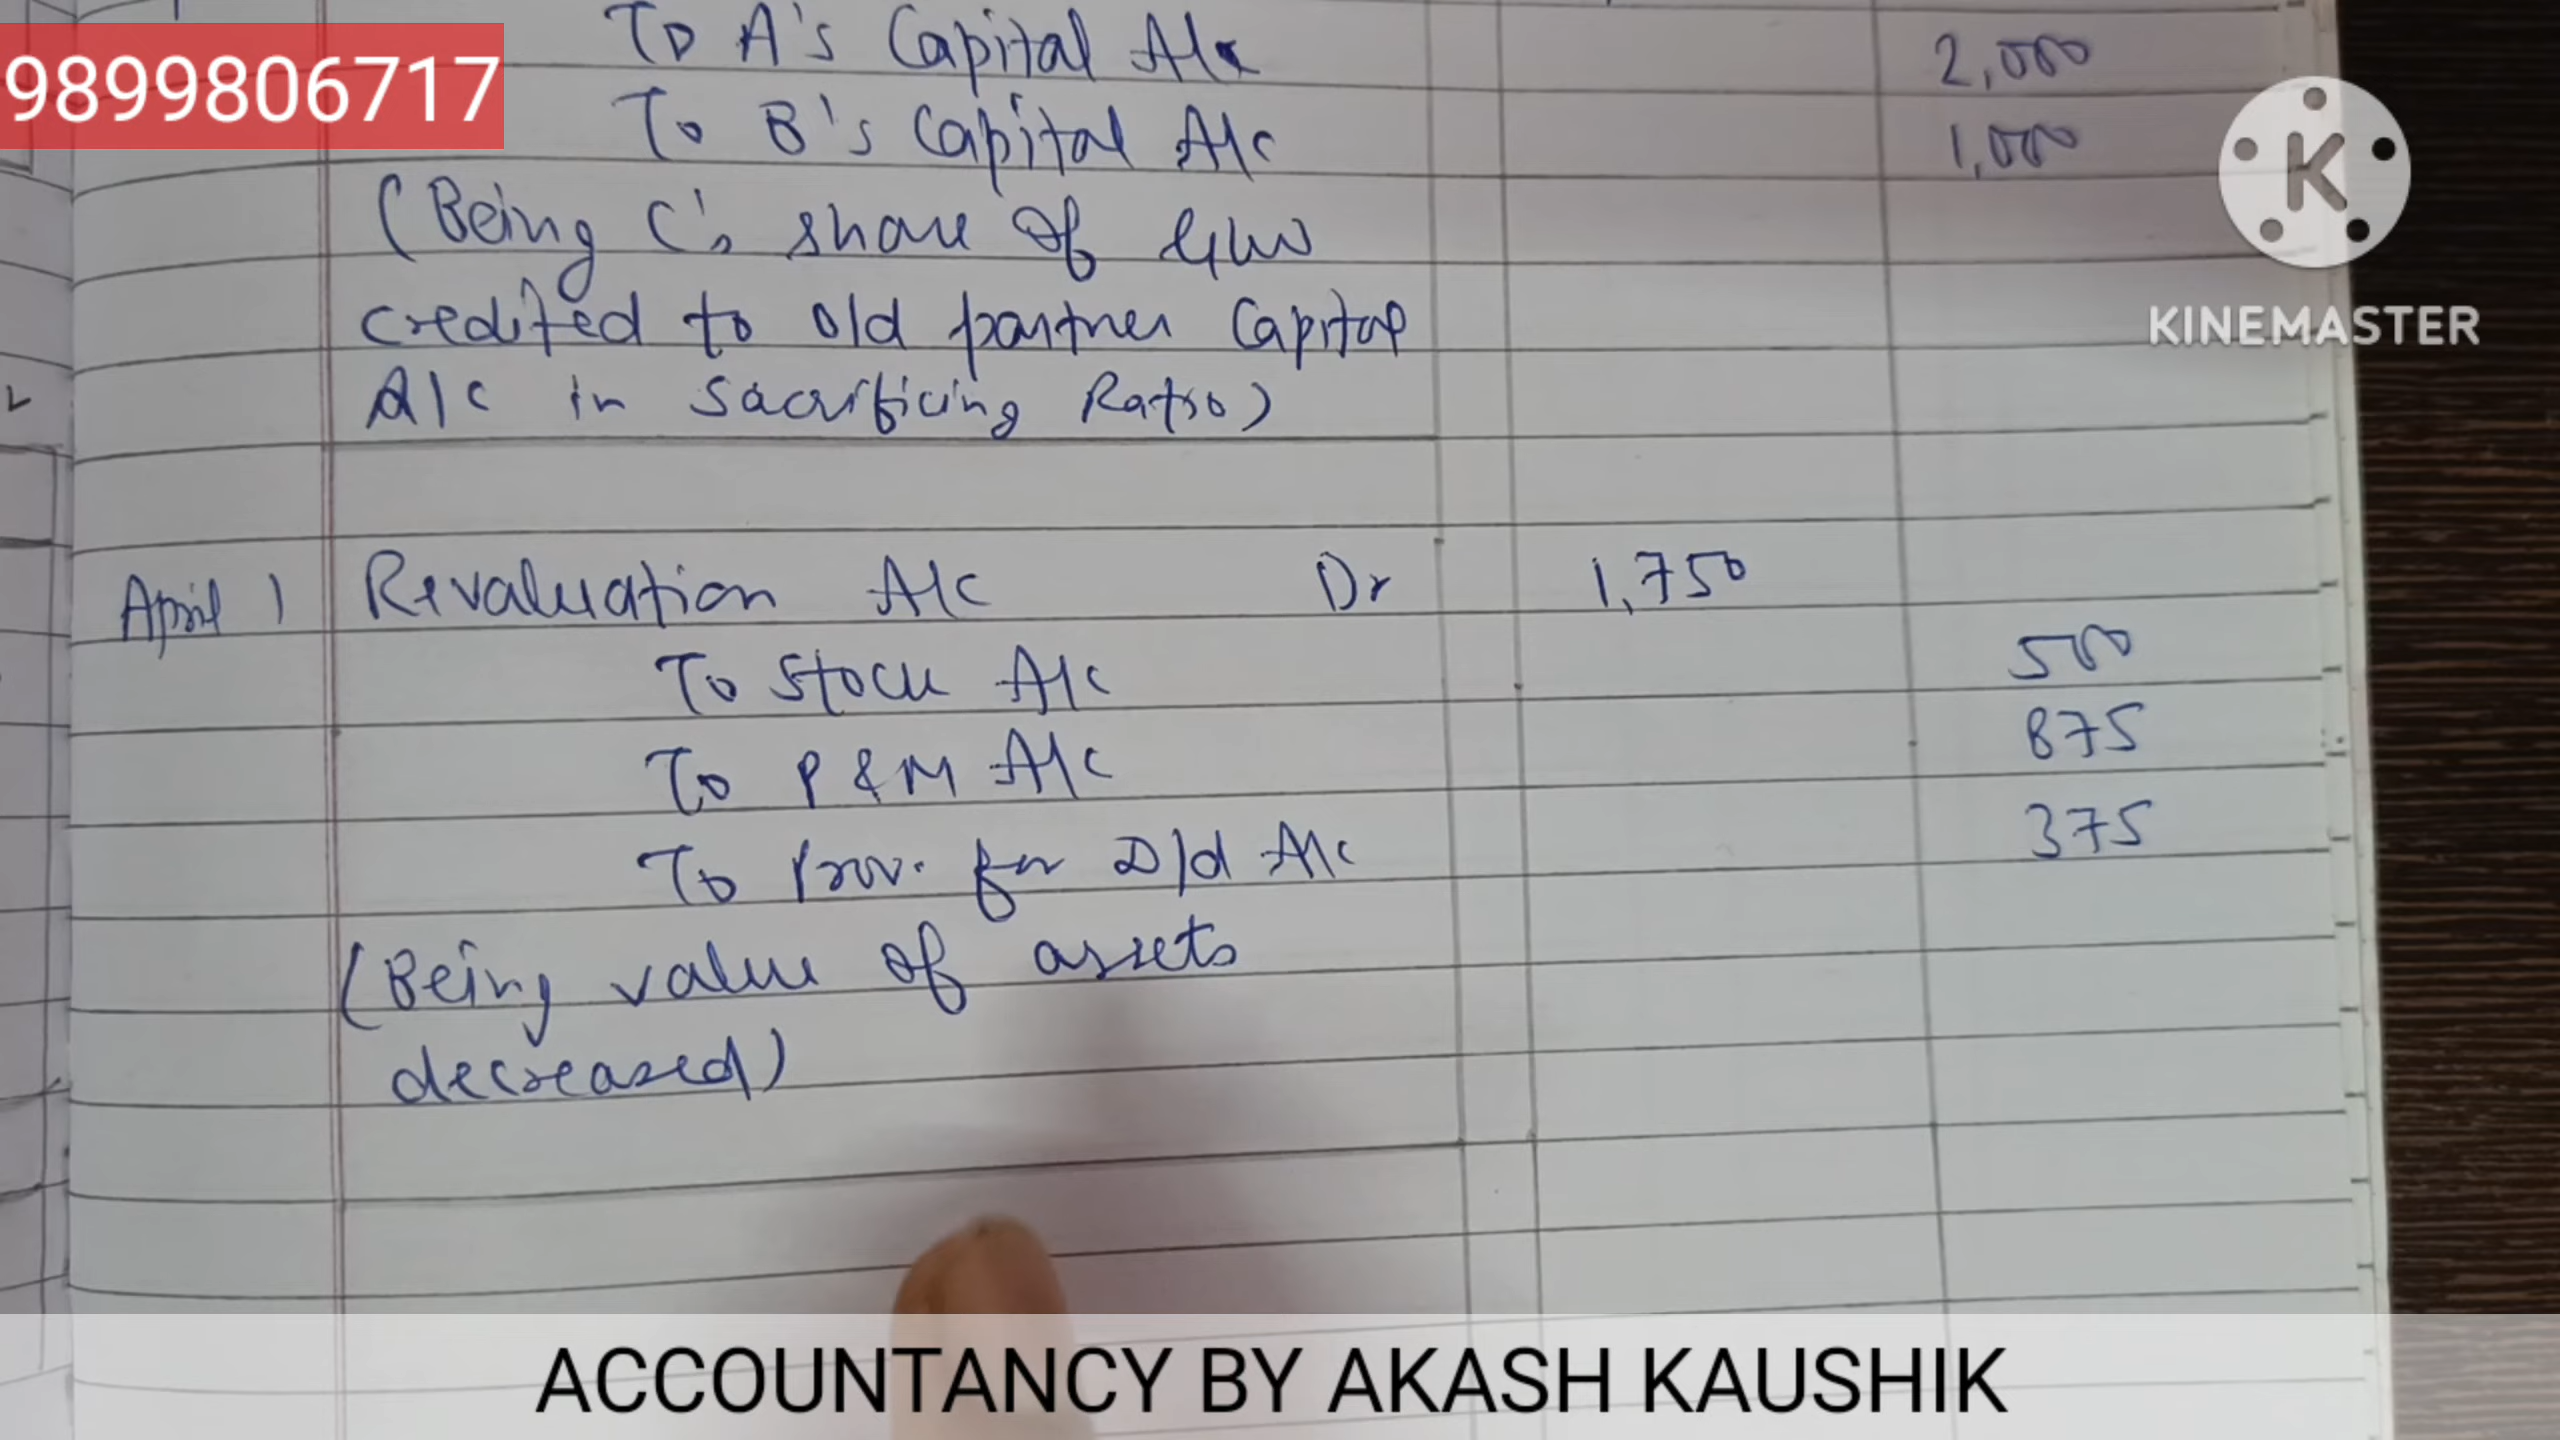 9899806717
To A's Capital A/c 2,000
To B's Capital A/c 1,000
(Being C's share of G/w
credited to old partner Capital
A/c in Sacrificing Ratio)
April 1 Revaluation A/c Dr 1,750
To Stock A/c 500
To P & M A/c 875
To Prov. for D/d A/c 375
(Being value of assets
decreased)
K
KINEMASTER
ACCOUNTANCY BY AKASH KAUSHIK